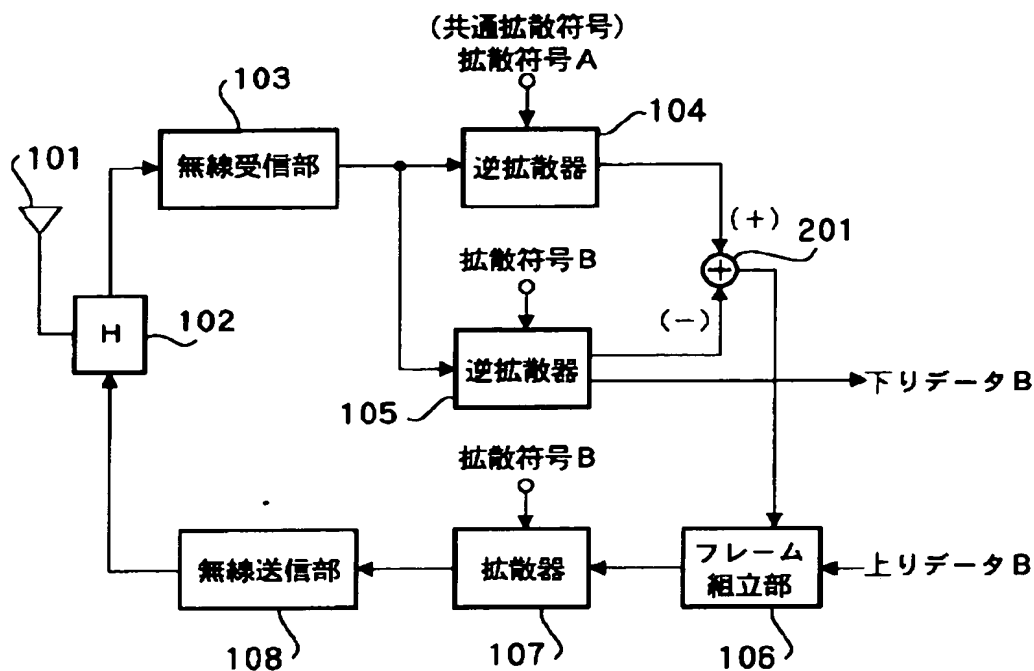 (共通拡散符号)
拡散符号A
103
104
101
無線受信部
逆拡散器
(+)
201
拡散符号B
H
102
(-)
逆拡散器
105
下りデータB
拡散符号B
無線送信部
拡散器
フレーム
組立部
上りデータB
108
107
106